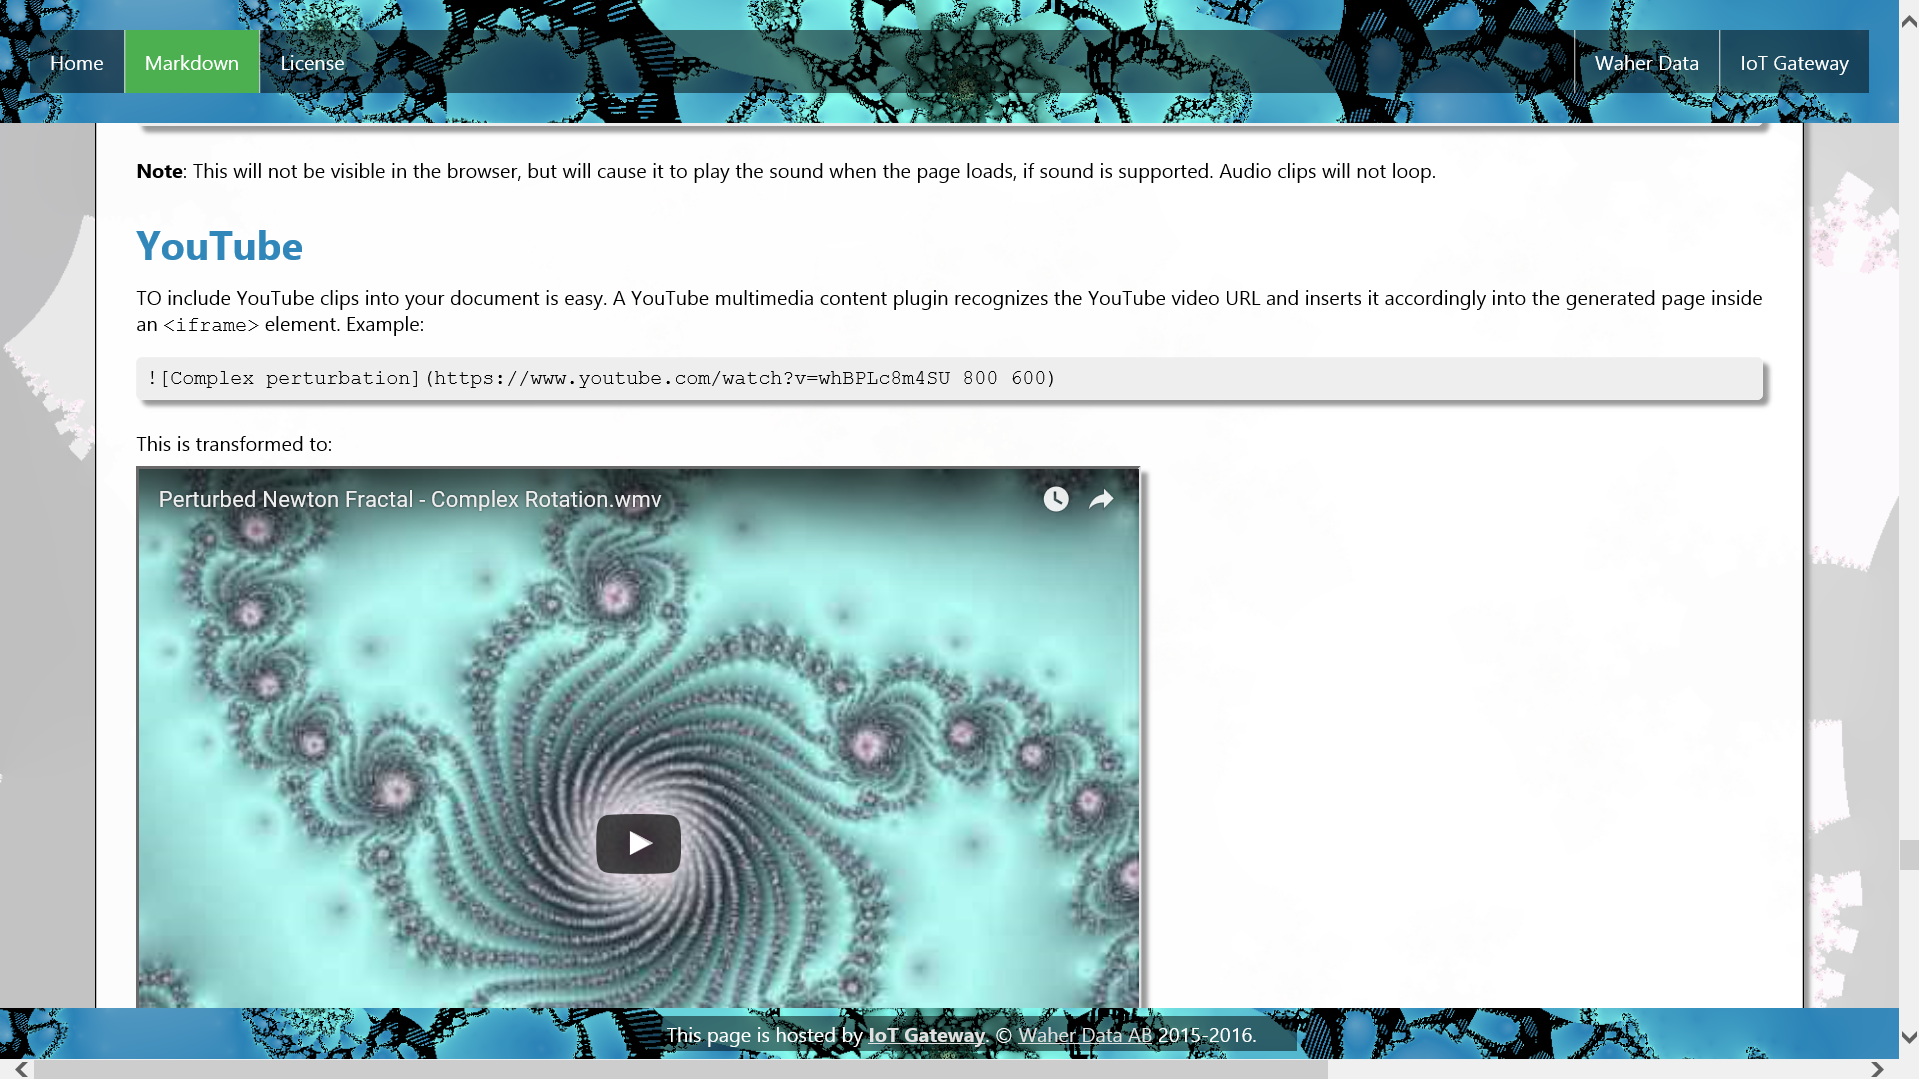 Home Markdown License Waher Data IoT Gateway
Note: This will not be visible in the browser, but will cause it to play the sound when the page loads, if sound is supported. Audio clips will not loop.
YouTube
TO include YouTube clips into your document is easy. A YouTube multimedia content plugin recognizes the YouTube video URL and inserts it accordingly into the generated page inside
an <iframe> element. Example:
![Complex perturbation](https://www.youtube.com/watch?v=whBPLc8m4SU 800 600)
This is transformed to:
Perturbed Newton Fractal - Complex Rotation.wmv
This page is hosted by IoT Gateway. © Waher Data AB 2015-2016.